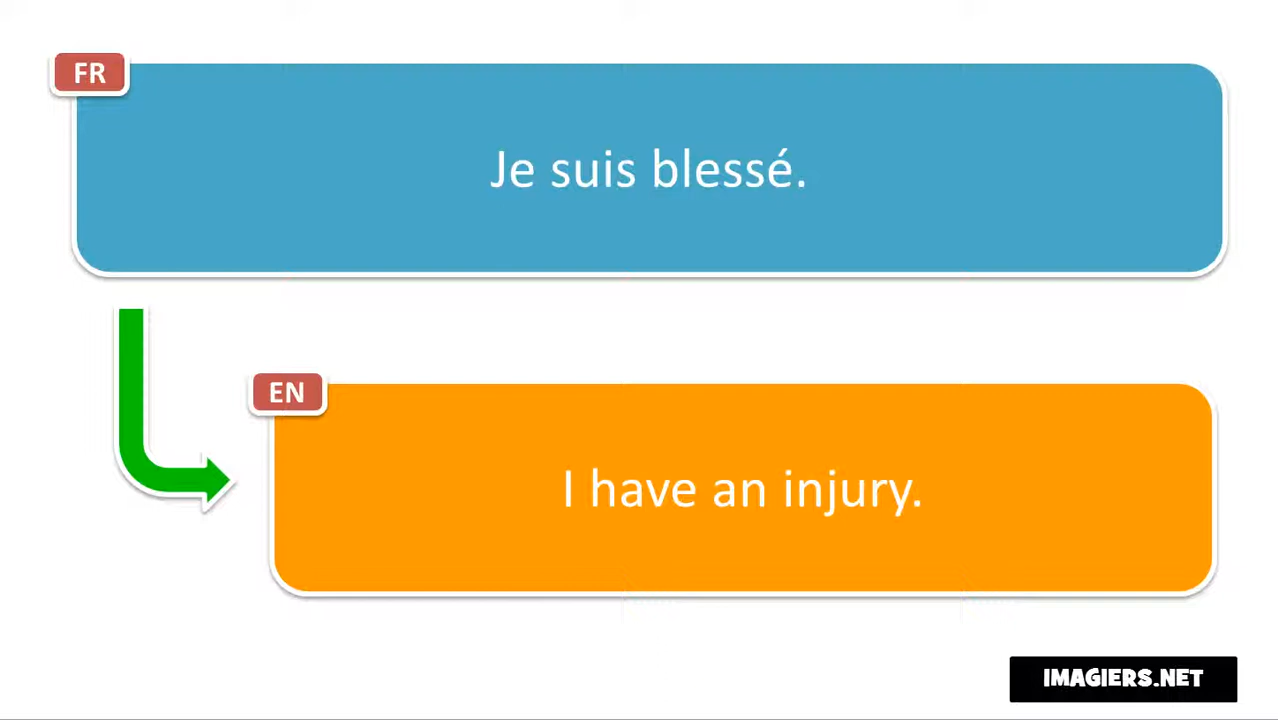 FR
Je suis blessé.
EN
I have an injury.
IMAGIERS.NET